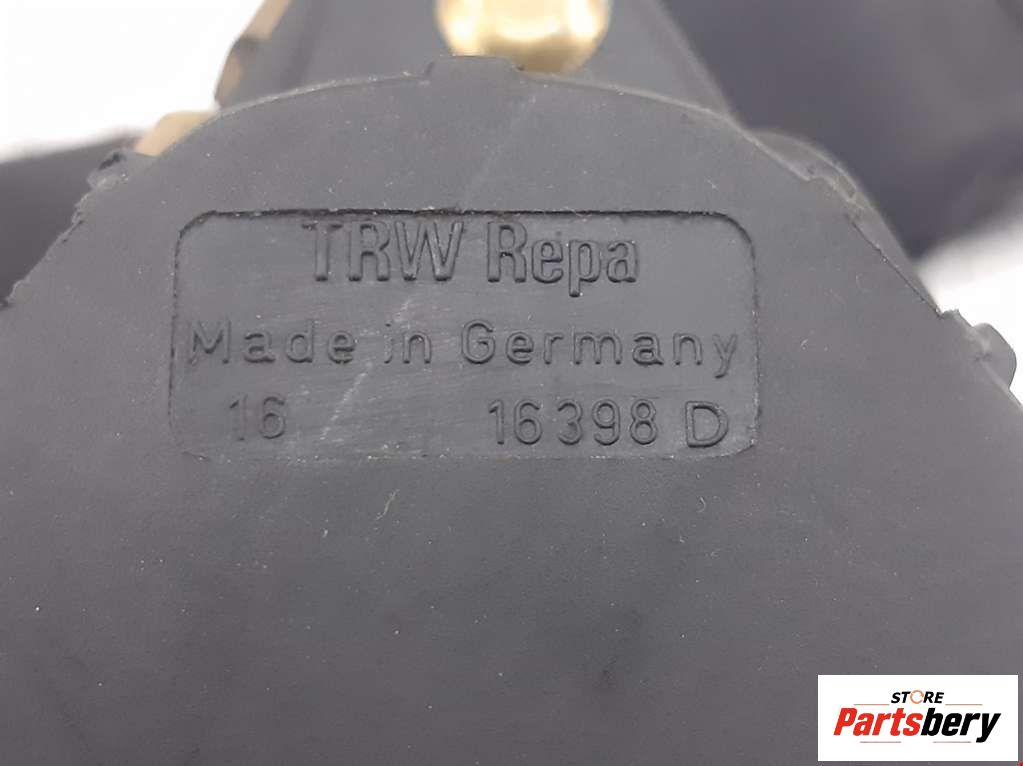 TRW Repa
Made in Germany
16 16398 D
STORE
Partsbery